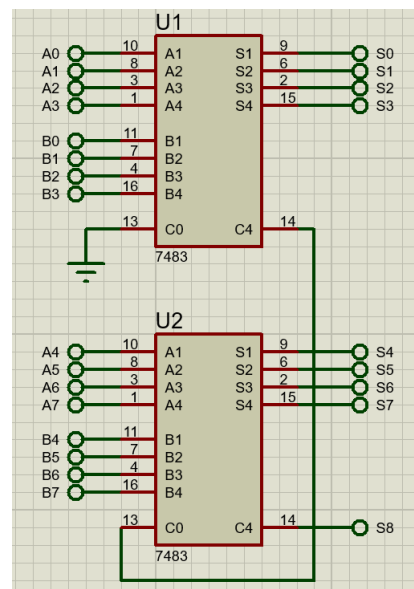 U1
A0 10 A1 S1 9 S0
A1 8 A2 S2 6 S1
A2 3 A3 S3 2 S2
A3 1 A4 S4 15 S3
B0 11 B1
B1 7 B2
B2 4 B3
B3 16 B4
13 C0 C4 14
7483
U2
A4 10 A1 S1 9 S4
A5 8 A2 S2 6 S5
A6 3 A3 S3 2 S6
A7 1 A4 S4 15 S7
B4 11 B1
B5 7 B2
B6 4 B3
B7 16 B4
13 C0 C4 14 S8
7483